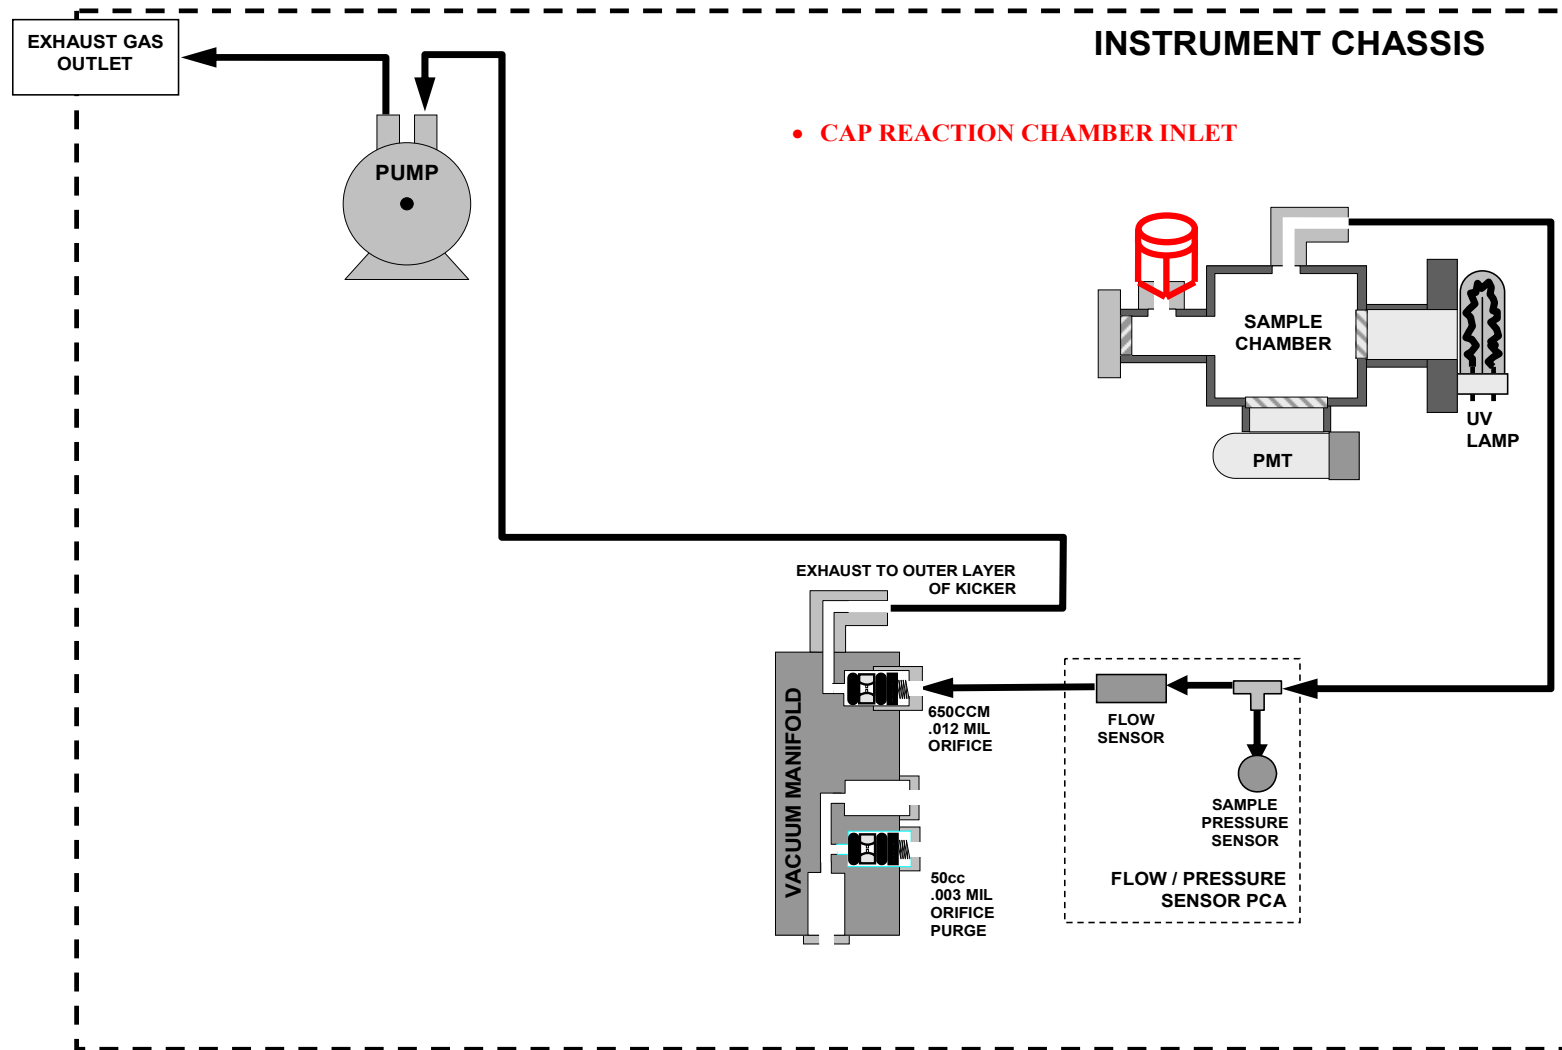 EXHAUST GAS
OUTLET
INSTRUMENT CHASSIS
• CAP REACTION CHAMBER INLET
PUMP
SAMPLE
CHAMBER
UV
LAMP
PMT
EXHAUST TO OUTER LAYER
OF KICKER
VACUUM MANIFOLD
650CCM
.012 MIL
ORIFICE
FLOW
SENSOR
SAMPLE
PRESSURE
SENSOR
50cc
.003 MIL
ORIFICE
PURGE
FLOW / PRESSURE
SENSOR PCA